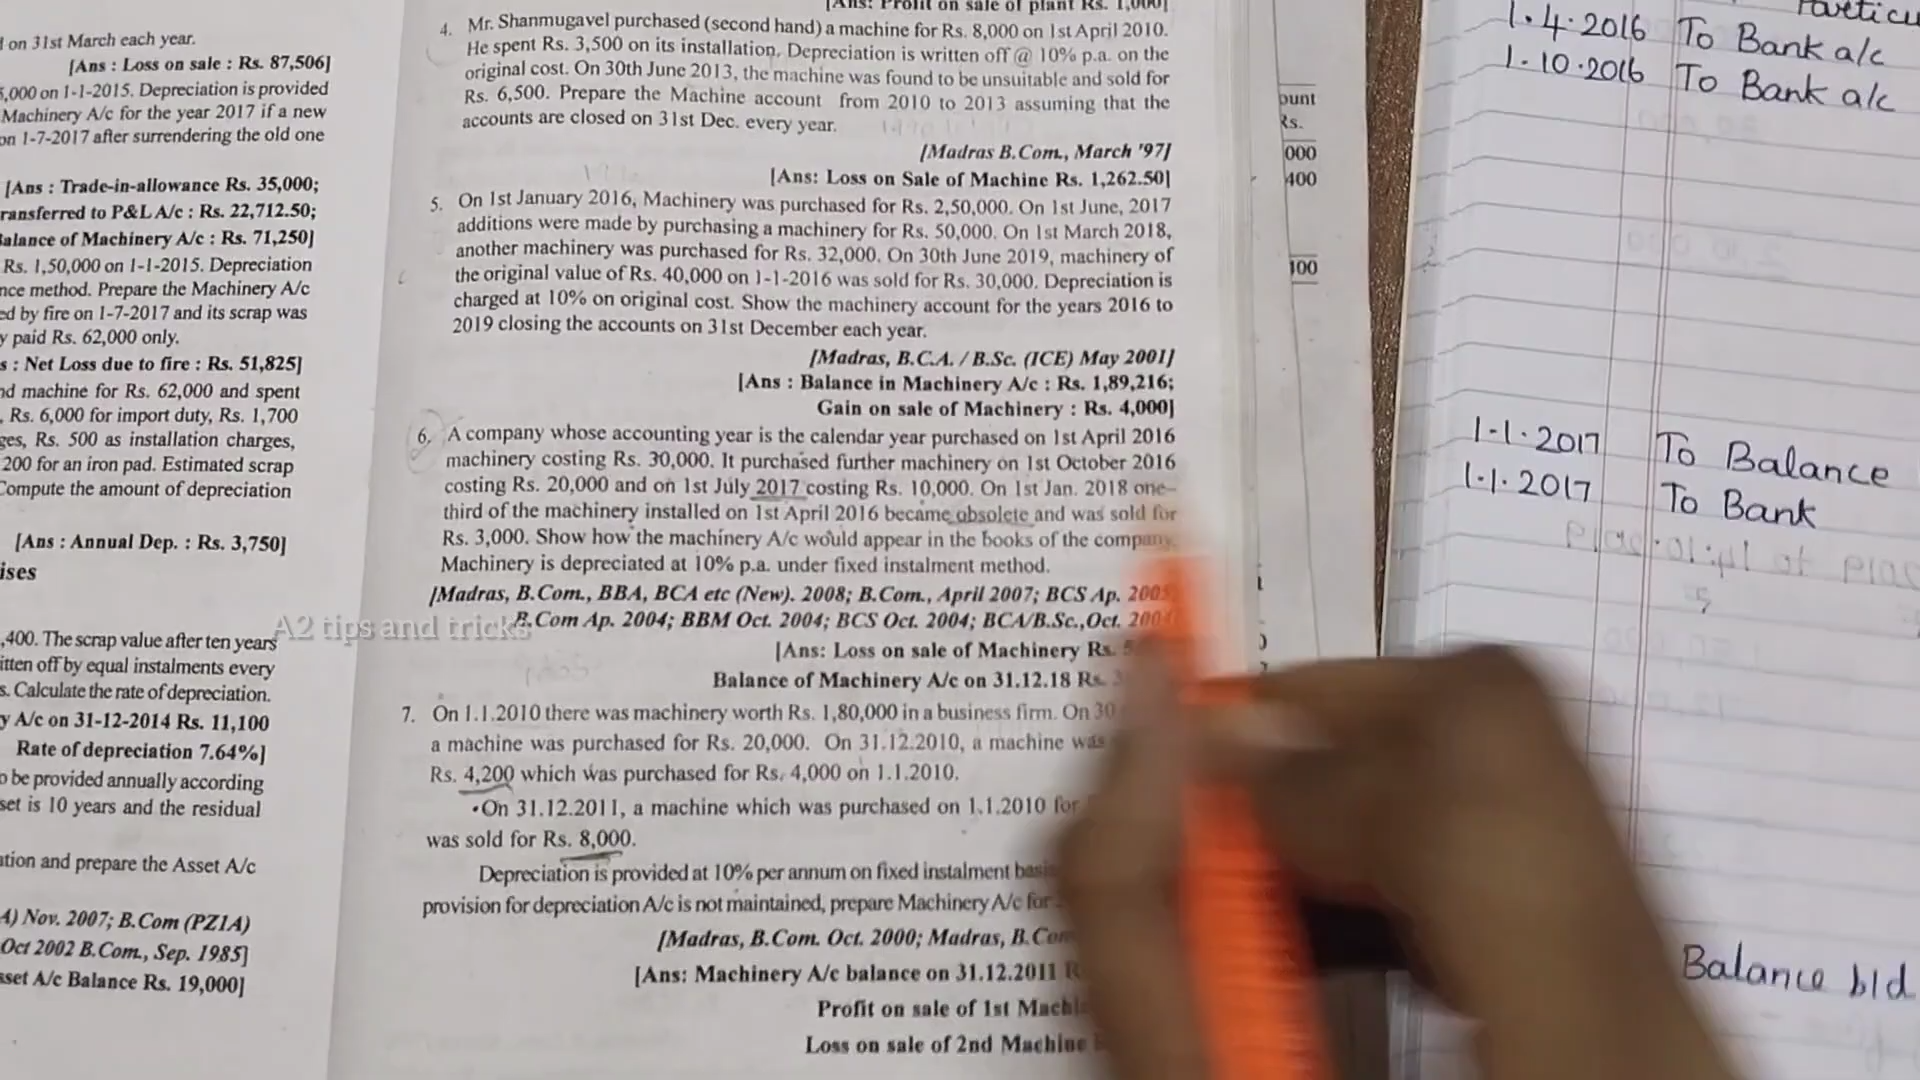 l on 31st March each year.
[Ans : Loss on sale : Rs. 87,506]
5,000 on 1-1-2015. Depreciation is provided
Machinery A/c for the year 2017 if a new
on 1-7-2017 after surrendering the old one
[Ans : Trade-in-allowance Rs. 35,000;
ransferred to P&L A/c : Rs. 22,712.50;
Balance of Machinery A/c : Rs. 71,250]
Rs. 1,50,000 on 1-1-2015. Depreciation
nce method. Prepare the Machinery A/c
ed by fire on 1-7-2017 and its scrap was
y paid Rs. 62,000 only.
s : Net Loss due to fire : Rs. 51,825]
nd machine for Rs. 62,000 and spent
, Rs. 6,000 for import duty, Rs. 1,700
ges, Rs. 500 as installation charges,
200 for an iron pad. Estimated scrap
Compute the amount of depreciation
[Ans : Annual Dep. : Rs. 3,750]
ises
,400. The scrap value after ten years
itten off by equal instalments every
s. Calculate the rate of depreciation.
y A/c on 31-12-2014 Rs. 11,100
Rate of depreciation 7.64%]
o be provided annually according
set is 10 years and the residual
ation and prepare the Asset A/c
4) Nov. 2007; B.Com (PZ1A)
Oct 2002 B.Com., Sep. 1985]
sset A/c Balance Rs. 19,000]
[Ans: Profit on sale of plant Rs. 1,000]
4. Mr. Shanmugavel purchased (second hand) a machine for Rs. 8,000 on 1st April 2010.
He spent Rs. 3,500 on its installation. Depreciation is written off @ 10% p.a. on the
original cost. On 30th June 2013, the machine was found to be unsuitable and sold for
Rs. 6,500. Prepare the Machine account from 2010 to 2013 assuming that the
accounts are closed on 31st Dec. every year.
[Madras B.Com., March '97]
[Ans: Loss on Sale of Machine Rs. 1,262.50]
5. On 1st January 2016, Machinery was purchased for Rs. 2,50,000. On 1st June, 2017
additions were made by purchasing a machinery for Rs. 50,000. On 1st March 2018,
another machinery was purchased for Rs. 32,000. On 30th June 2019, machinery of
the original value of Rs. 40,000 on 1-1-2016 was sold for Rs. 30,000. Depreciation is
charged at 10% on original cost. Show the machinery account for the years 2016 to
2019 closing the accounts on 31st December each year.
[Madras, B.C.A. / B.Sc. (ICE) May 2001]
[Ans : Balance in Machinery A/c : Rs. 1,89,216;
Gain on sale of Machinery : Rs. 4,000]
6. A company whose accounting year is the calendar year purchased on 1st April 2016
machinery costing Rs. 30,000. It purchased further machinery on 1st October 2016
costing Rs. 20,000 and on 1st July 2017 costing Rs. 10,000. On 1st Jan. 2018 one-
third of the machinery installed on 1st April 2016 became obsolete and was sold for
Rs. 3,000. Show how the machinery A/c would appear in the books of the company.
Machinery is depreciated at 10% p.a. under fixed instalment method.
[Madras, B.Com., BBA, BCA etc (New). 2008; B.Com., April 2007; BCS Ap. 2005
B.Com Ap. 2004; BBM Oct. 2004; BCS Oct. 2004; BCA/B.Sc.,Oct. 2004
[Ans: Loss on sale of Machinery Rs. 5
Balance of Machinery A/c on 31.12.18 Rs. 3
7. On 1.1.2010 there was machinery worth Rs. 1,80,000 in a business firm. On 30
a machine was purchased for Rs. 20,000. On 31.12.2010, a machine was
Rs. 4,200 which was purchased for Rs. 4,000 on 1.1.2010.
•On 31.12.2011, a machine which was purchased on 1.1.2010 for
was sold for Rs. 8,000.
Depreciation is provided at 10% per annum on fixed instalment basis
provision for depreciation A/c is not maintained, prepare Machinery A/c for 2
[Madras, B.Com. Oct. 2000; Madras, B.Com
[Ans: Machinery A/c balance on 31.12.2011 R
Profit on sale of 1st Machi
Loss on sale of 2nd Machine
A2 tips and tricks
ount
Rs.
000
400
400
Particu
1.4.2016 To Bank a/c
1.10.2016 To Bank a/c
1.1.2017 To Balance
1.1.2017 To Bank
Balance b/d